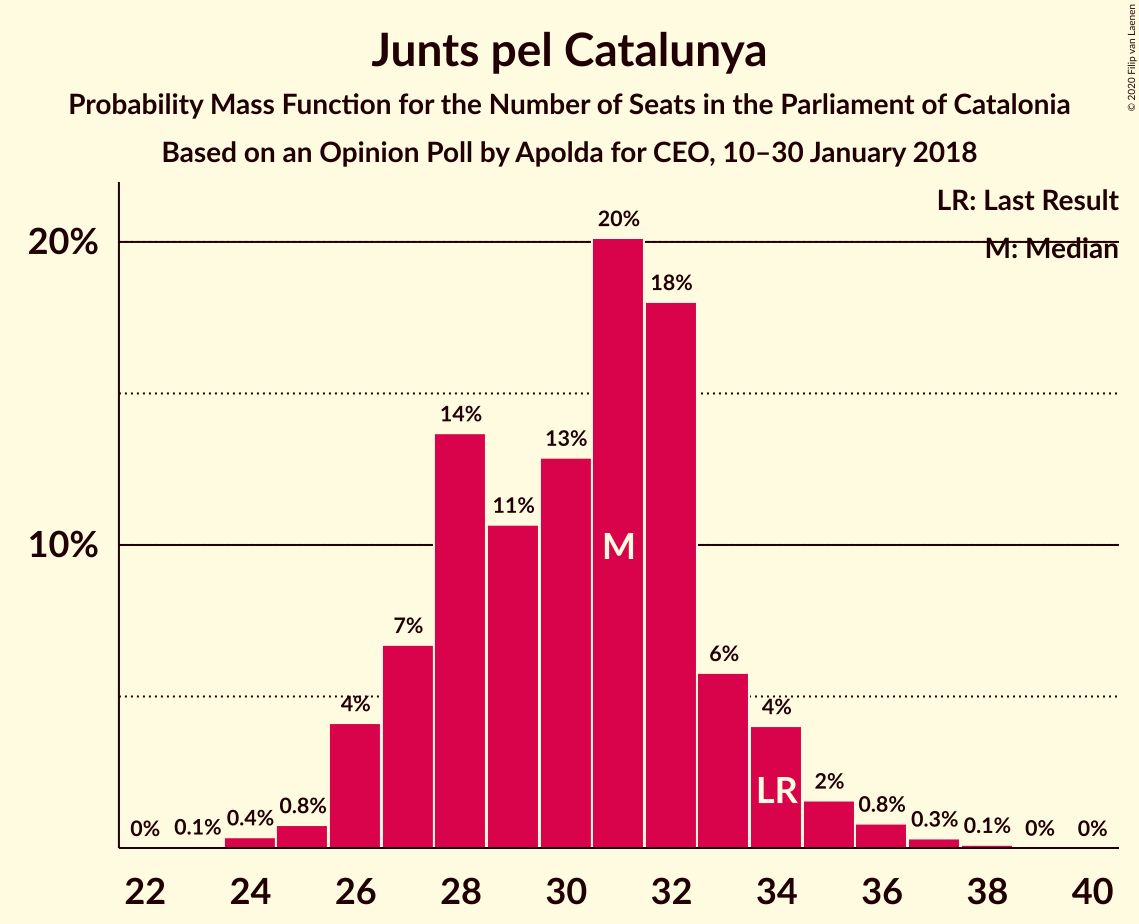 Junts pel Catalunya
Probability Mass Function for the Number of Seats in the Parliament of Catalonia
Based on an Opinion Poll by Apolda for CEO, 10–30 January 2018
© 2020 Filip van Laenen
LR: Last Result
M: Median
20%
10%
0%
0.1%
0.4%
0.8%
4%
7%
14%
11%
13%
20%
18%
6%
4%
2%
0.8%
0.3%
0.1%
0%
0%
M
LR
22 24 26 28 30 32 34 36 38 40